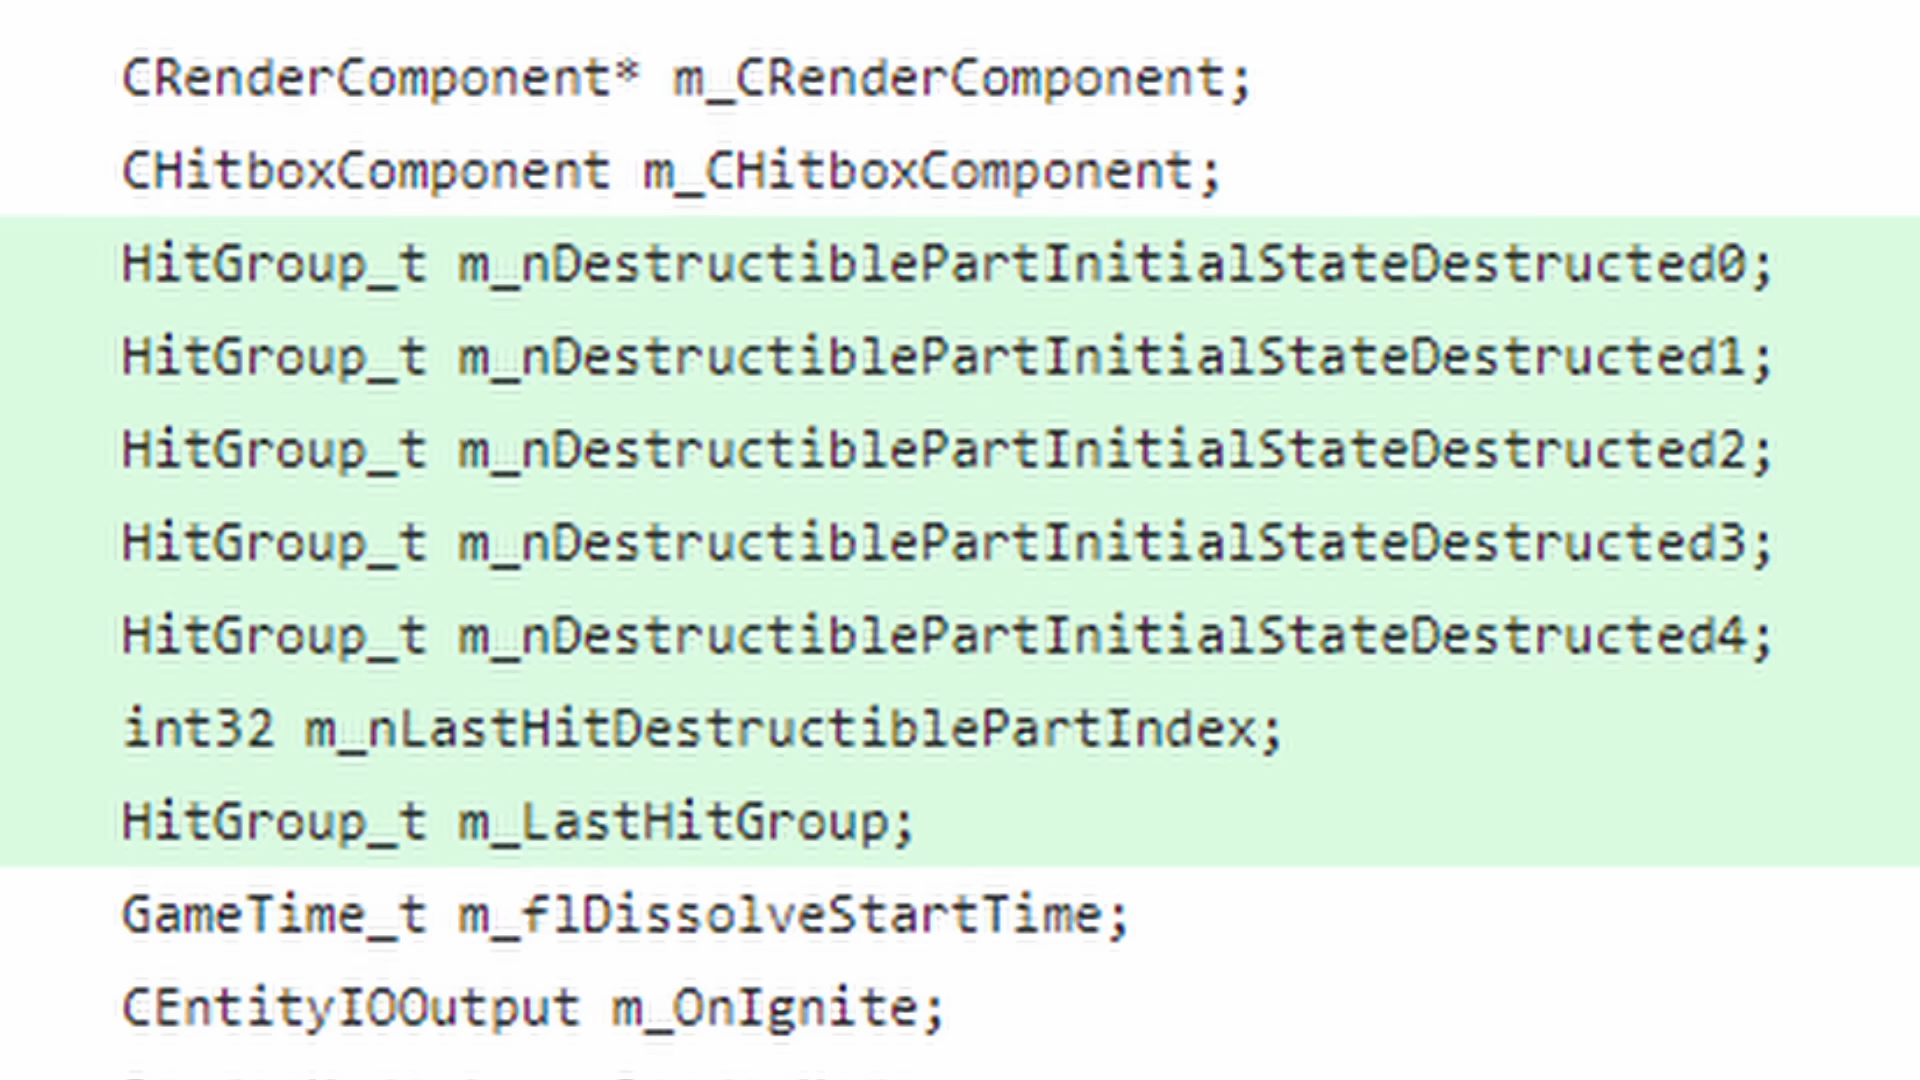 CRenderComponent* m_CRenderComponent;
CHitboxComponent m_CHitboxComponent;
HitGroup_t m_nDestructiblePartInitialStateDestructed0;
HitGroup_t m_nDestructiblePartInitialStateDestructed1;
HitGroup_t m_nDestructiblePartInitialStateDestructed2;
HitGroup_t m_nDestructiblePartInitialStateDestructed3;
HitGroup_t m_nDestructiblePartInitialStateDestructed4;
int32 m_nLastHitDestructiblePartIndex;
HitGroup_t m_LastHitGroup;
GameTime_t m_flDissolveStartTime;
CEntityIOOutput m_OnIgnite;